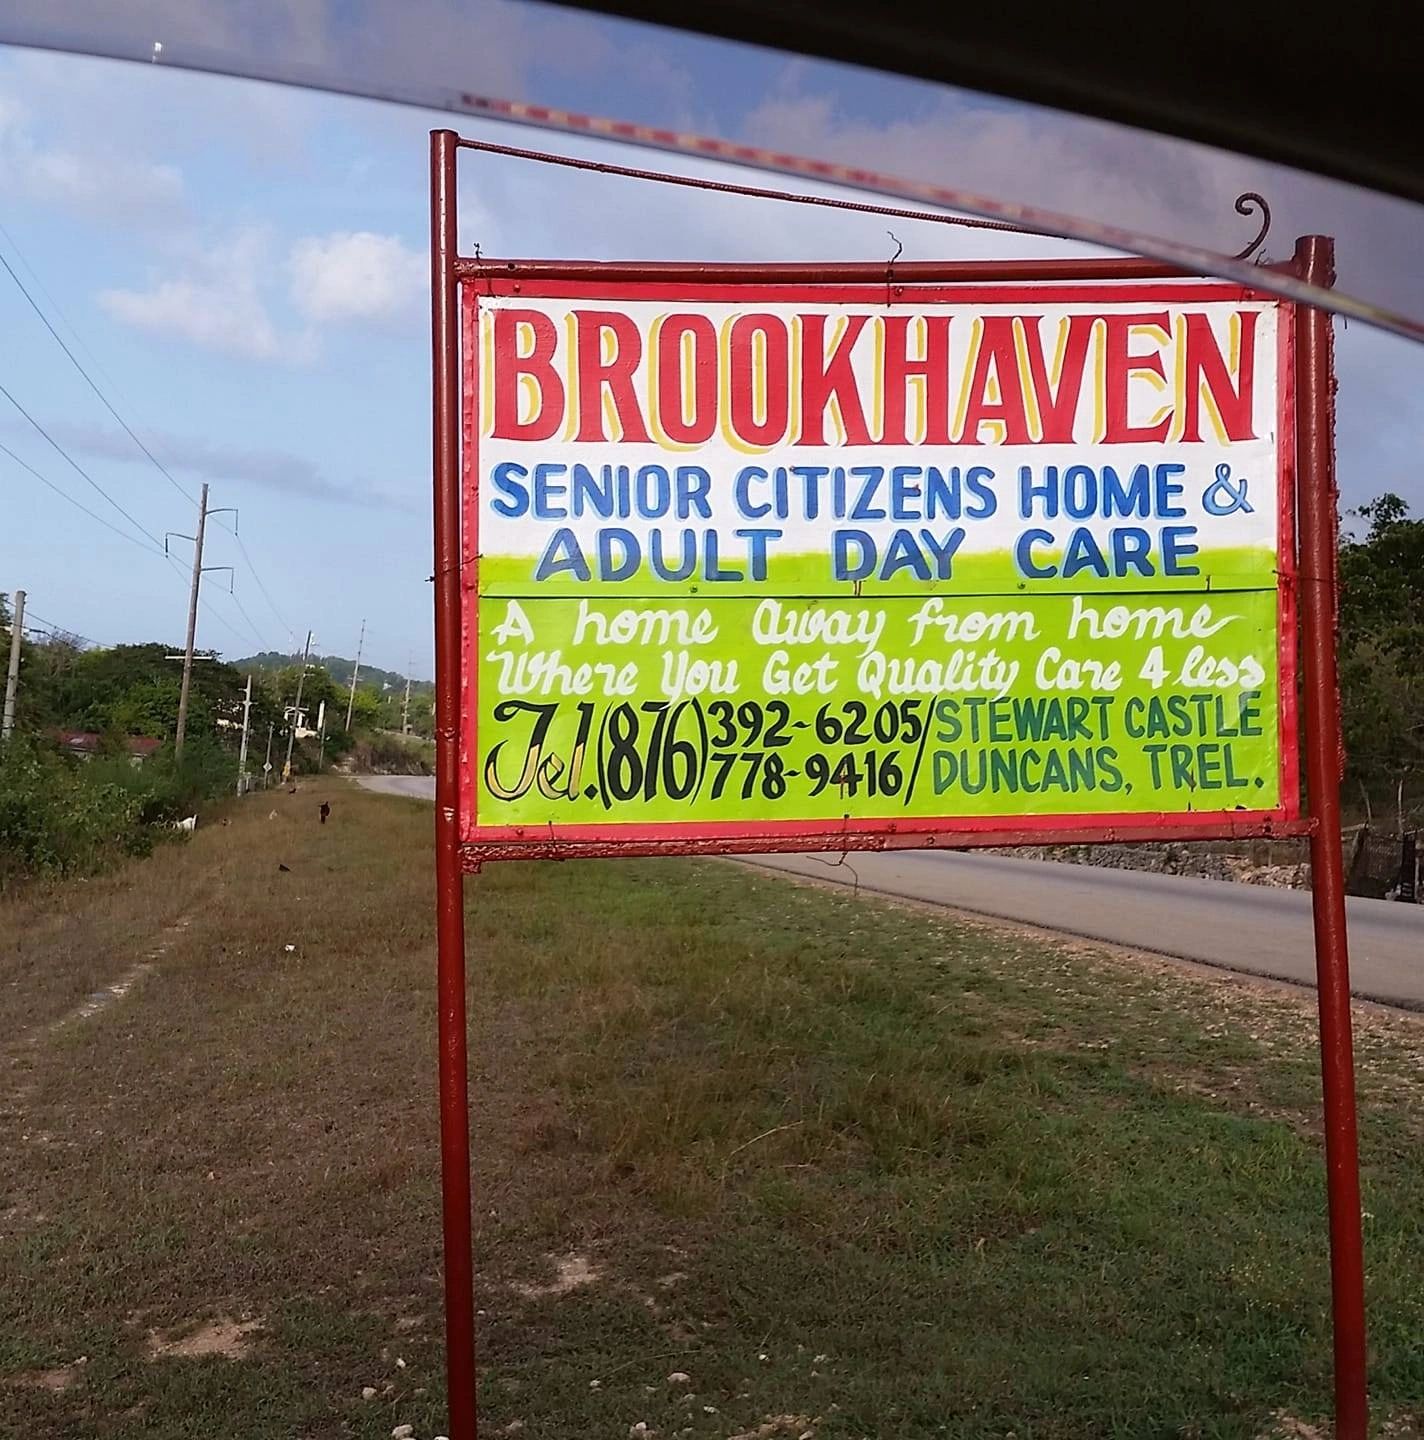 BROOKHAVEN
SENIOR CITIZENS HOME &
ADULT DAY CARE
A home away from home
Where You Get Quality Care 4 less
Tel.(876) 392-6205/ STEWART CASTLE
778-9416/ DUNCANS, TREL.